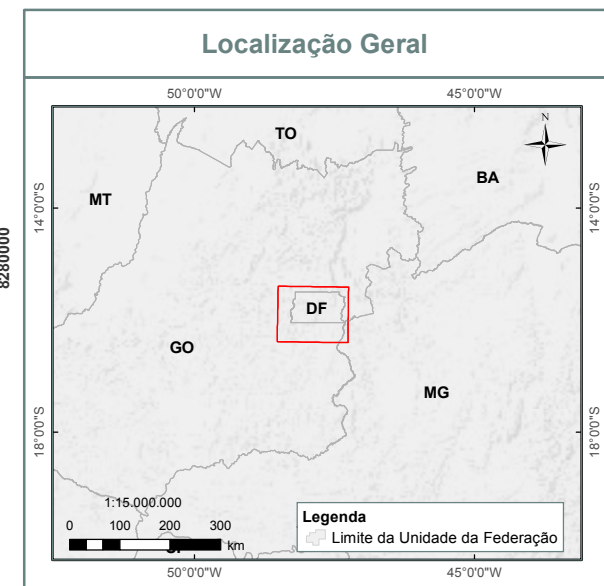 Localização Geral
50°0'0"W 45°0'0"W
N
TO
BA
MT
14°0'0"S 14°0'0"S
8280000
DF
GO
MG
18°0'0"S 18°0'0"S
1:15.000.000
0 100 200 300
km
Legenda
Limite da Unidade da Federação
50°0'0"W 45°0'0"W